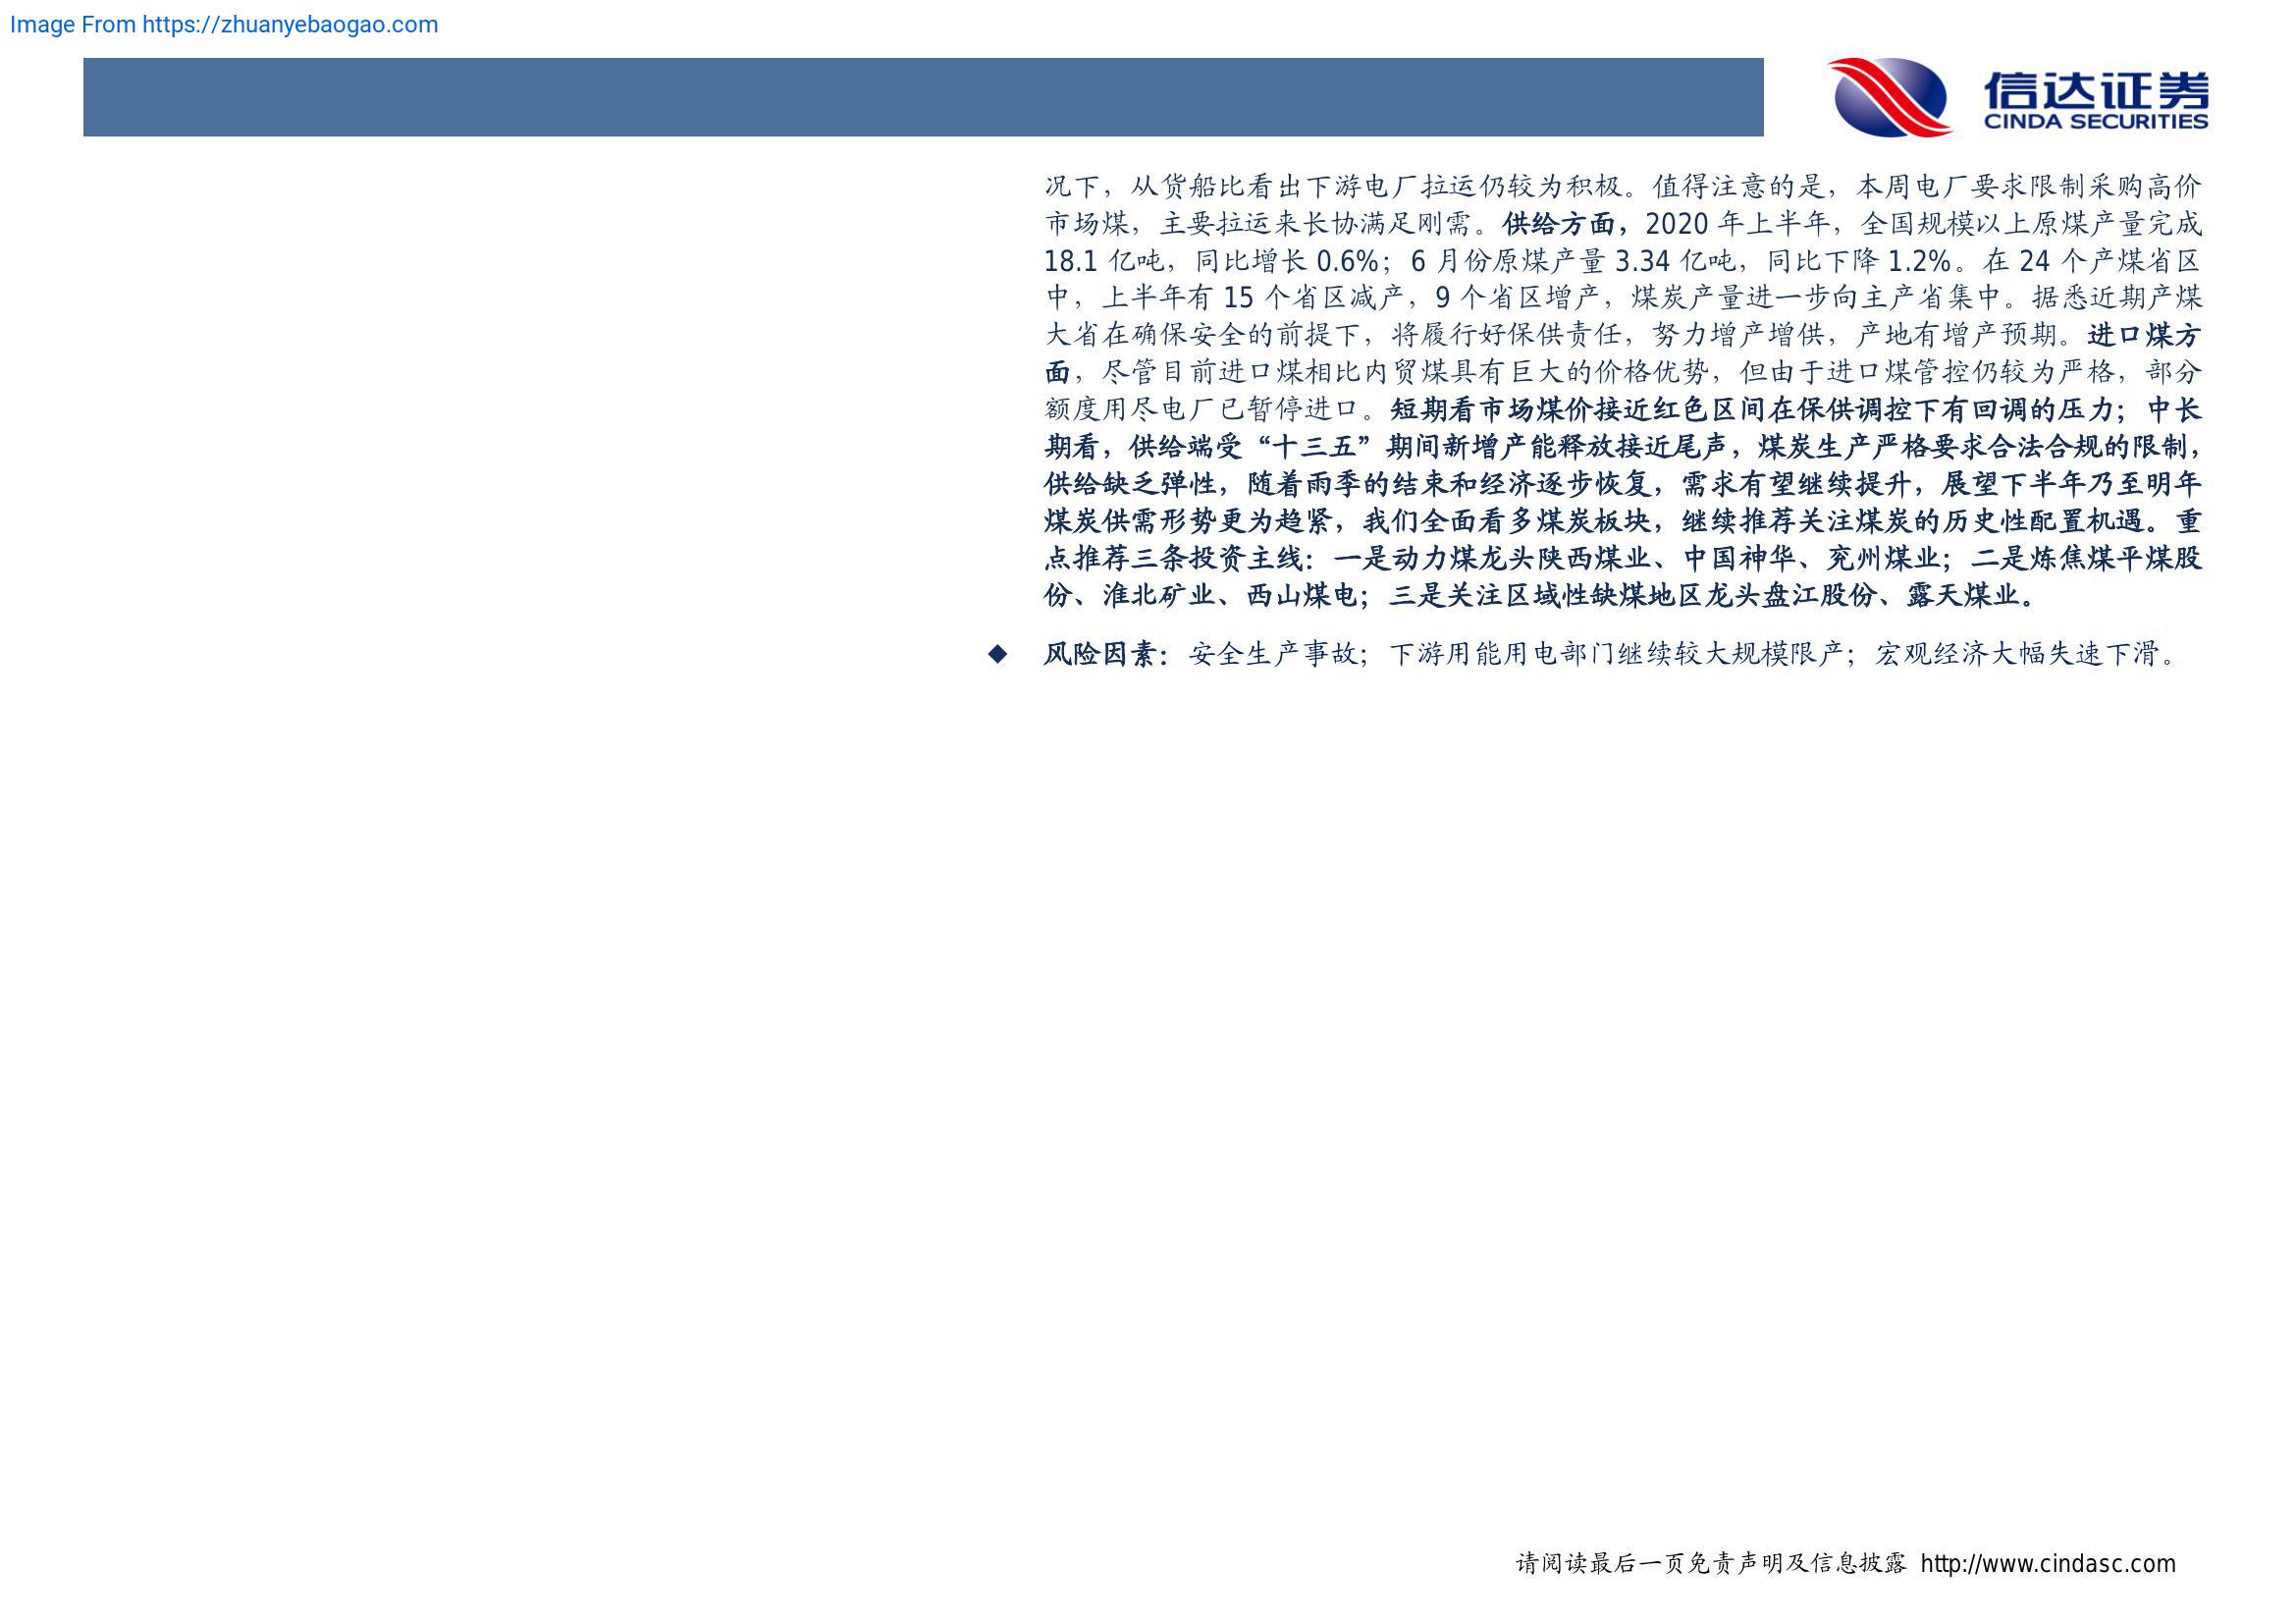 Image From https://zhuanyebaogao.com
信达证券
CINDA SECURITIES
况下，从货船比看出下游电厂拉运仍较为积极。值得注意的是，本周电厂要求限制采购高价
市场煤，主要拉运来长协满足刚需。供给方面，2020 年上半年，全国规模以上原煤产量完成
18.1 亿吨，同比增长 0.6%；6 月份原煤产量 3.34 亿吨，同比下降 1.2%。在 24 个产煤省区
中，上半年有 15 个省区减产，9 个省区增产，煤炭产量进一步向主产省集中。据悉近期产煤
大省在确保安全的前提下，将履行好保供责任，努力增产增供，产地有增产预期。进口煤方
面，尽管目前进口煤相比内贸煤具有巨大的价格优势，但由于进口煤管控仍较为严格，部分
额度用尽电厂已暂停进口。短期看市场煤价接近红色区间在保供调控下有回调的压力；中长
期看，供给端受“十三五”期间新增产能释放接近尾声，煤炭生产严格要求合法合规的限制，
供给缺乏弹性，随着雨季的结束和经济逐步恢复，需求有望继续提升，展望下半年乃至明年
煤炭供需形势更为趋紧，我们全面看多煤炭板块，继续推荐关注煤炭的历史性配置机遇。重
点推荐三条投资主线：一是动力煤龙头陕西煤业、中国神华、兖州煤业；二是炼焦煤平煤股
份、淮北矿业、西山煤电；三是关注区域性缺煤地区龙头盘江股份、露天煤业。
◆ 风险因素：安全生产事故；下游用能用电部门继续较大规模限产；宏观经济大幅失速下滑。
请阅读最后一页免责声明及信息披露 http://www.cindasc.com